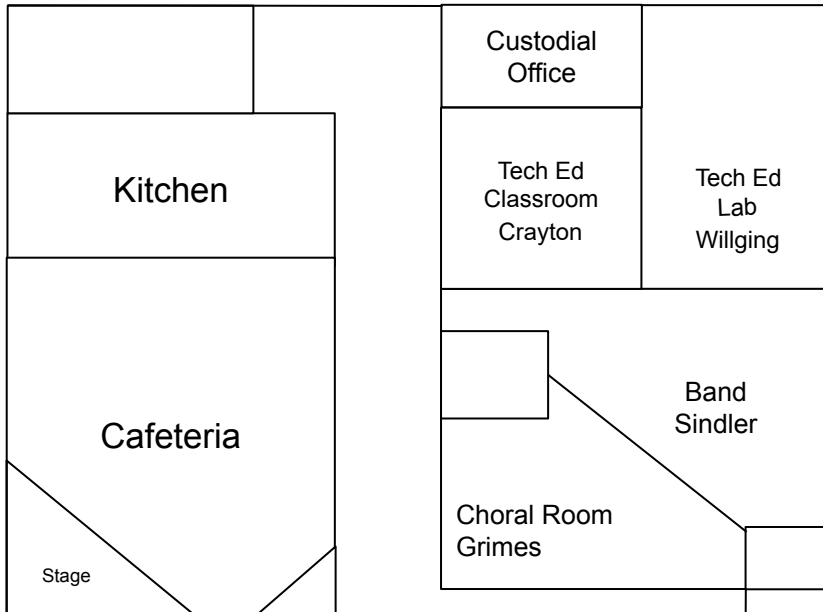 Custodial
Office
Kitchen
Tech Ed
Classroom
Crayton
Tech Ed
Lab
Willging
Cafeteria
Band
Sindler
Choral Room
Grimes
Stage